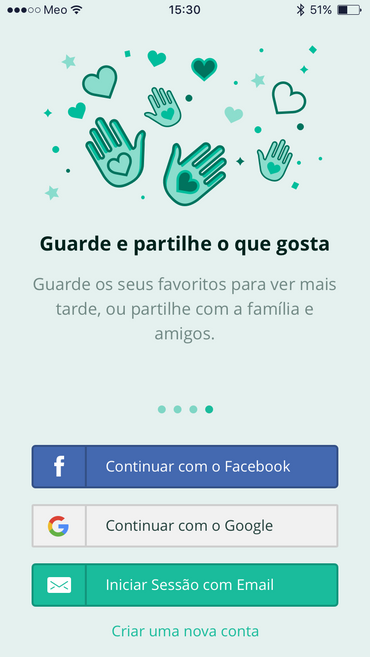 Meo 15:30 51%
Guarde e partilhe o que gosta
Guarde os seus favoritos para ver mais
tarde, ou partilhe com a família e
amigos.
Continuar com o Facebook
Continuar com o Google
Iniciar Sessão com Email
Criar uma nova conta